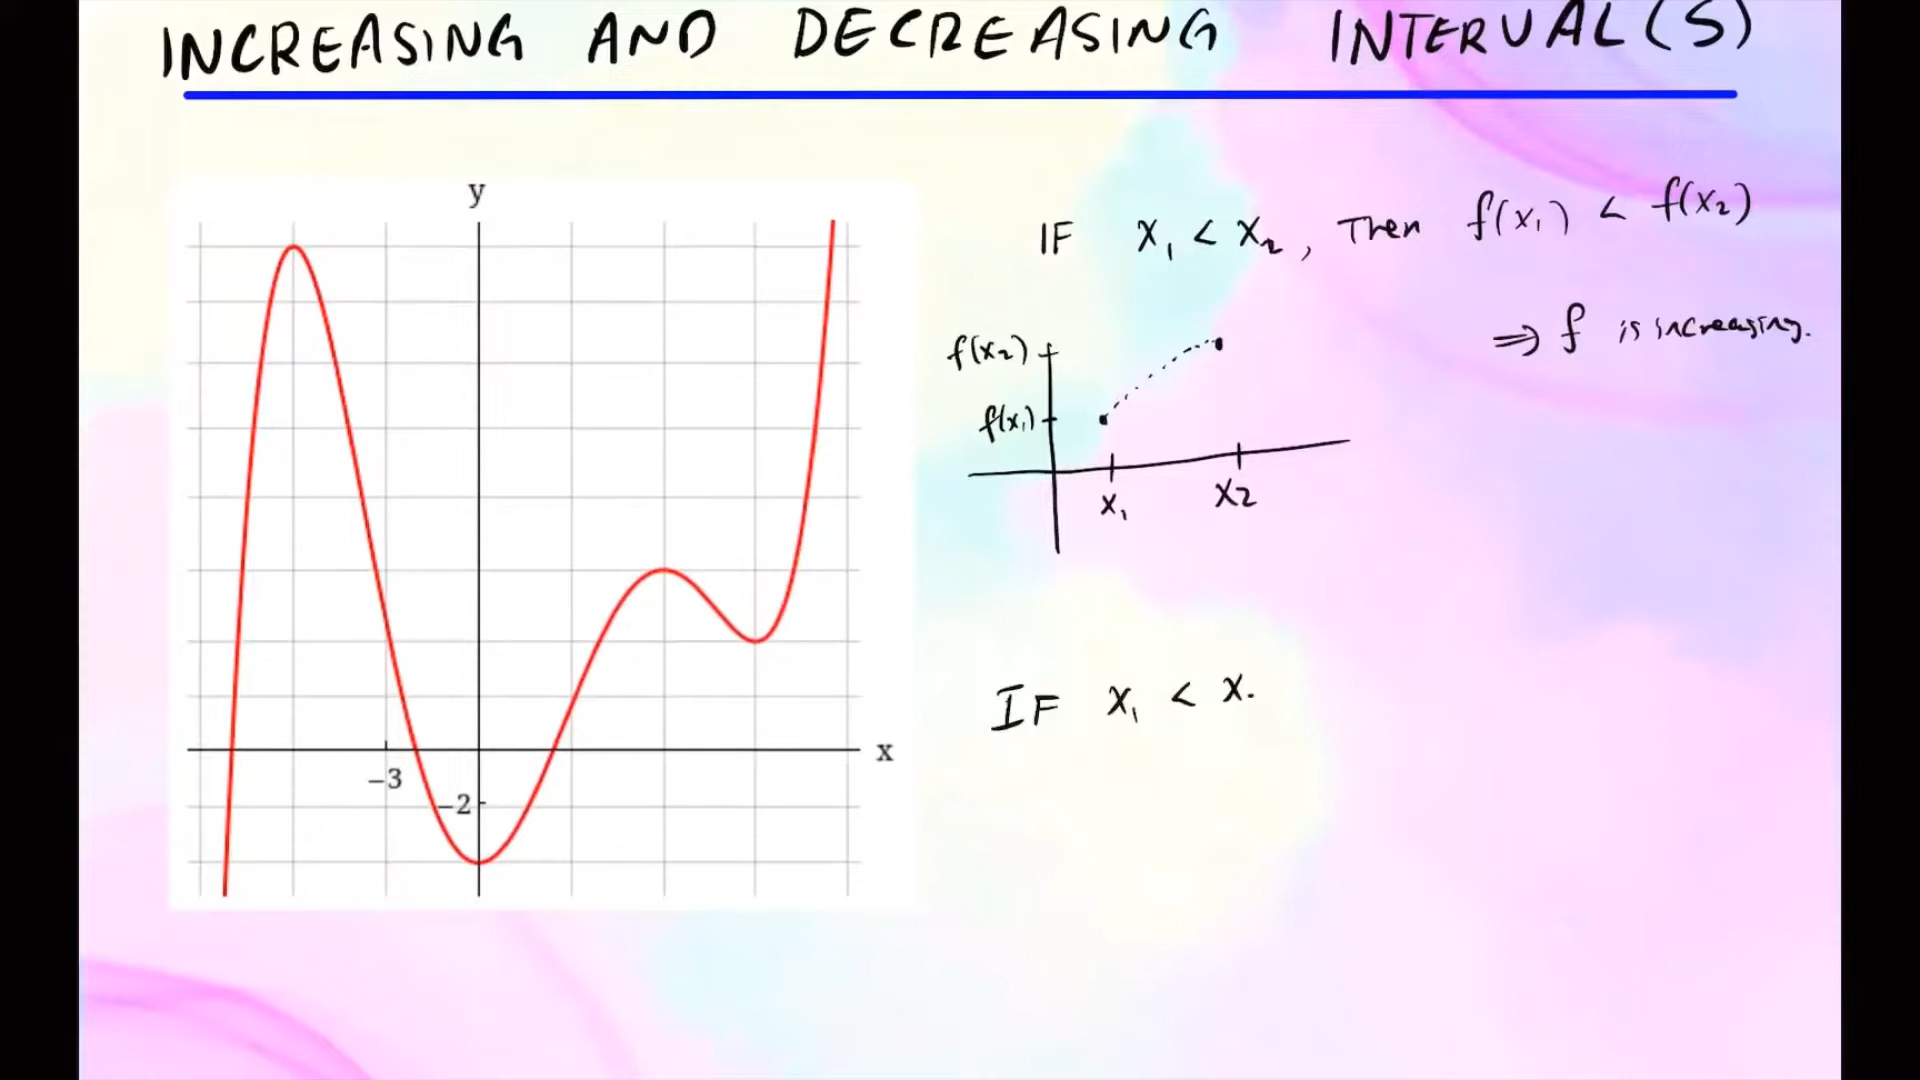 INCREASING AND DECREASING INTERVAL(S)
y
IF x₁ < x₂, Then f(x₁) < f(x₂)
⇒ f is increasing.
f(x₂)
f(x₁)
x₁ x₂
IF x₁ < x.
x
−3
−2